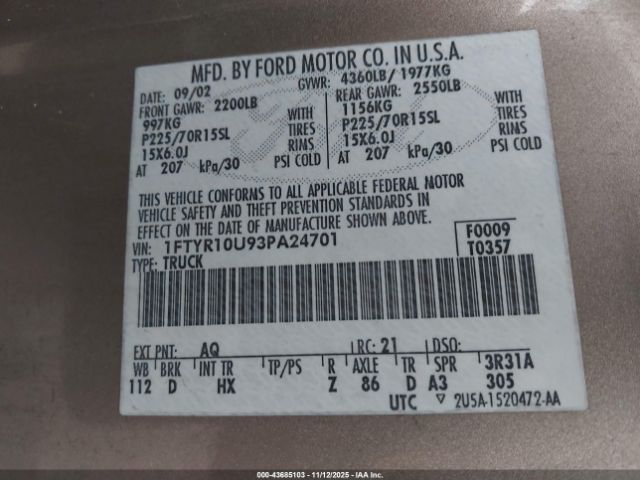 MFD. BY FORD MOTOR CO. IN U.S.A.
DATE: 09/02 GVWR: 4360LB/ 1977KG
FRONT GAWR: 2200LB REAR GAWR: 2550LB
997KG WITH 1156KG WITH
P225/70R15SL TIRES P225/70R15SL TIRES
15X6.0J RIMS 15X6.0J RIMS
AT 207 kPa/30 PSI COLD AT 207 kPa/30 PSI COLD
THIS VEHICLE CONFORMS TO ALL APPLICABLE FEDERAL MOTOR
VEHICLE SAFETY AND THEFT PREVENTION STANDARDS IN
EFFECT ON THE DATE OF MANUFACTURE SHOWN ABOVE.
VIN: 1FTYR10U93PA24701 F0009
TYPE: TRUCK T0357
EXT PNT: AQ RC: 21 DSO:
WB BRK INT TR TP/PS R AXLE TR SPR 3R31A
112 D HX Z 86 D A3 305
UTC ▽ 2U5A-1520472-AA
000-43685103 - 11/12/2025 - IAA Inc.